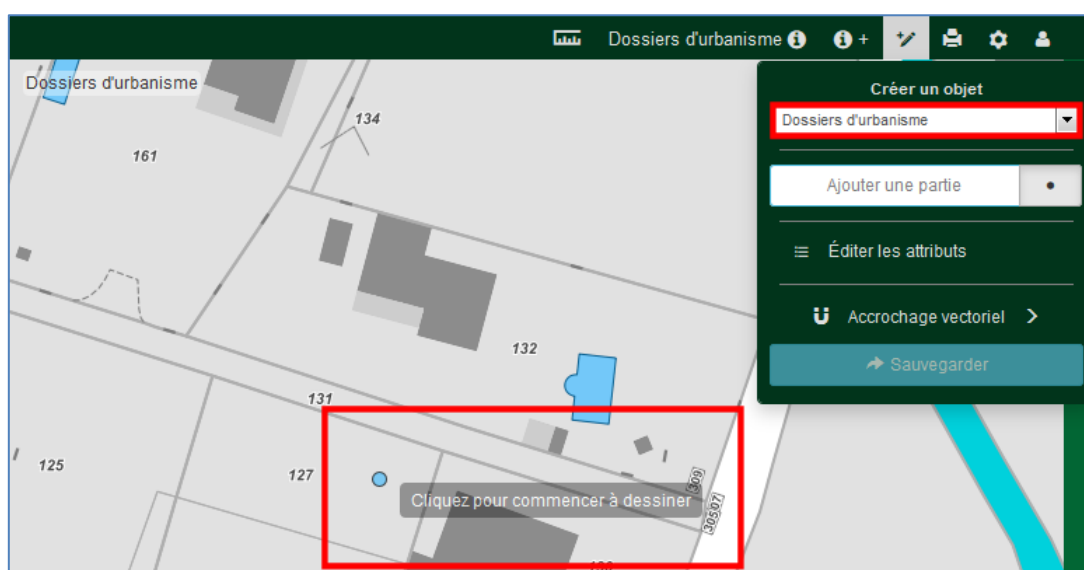 Dossiers d'urbanisme
+
Dossiers d'urbanisme
Créer un objet
Dossiers d'urbanisme
134
161
Ajouter une partie
Éditer les attributs
Accrochage vectoriel
132
Sauvegarder
131
125
127
309
Cliquez pour commencer à dessiner
30507